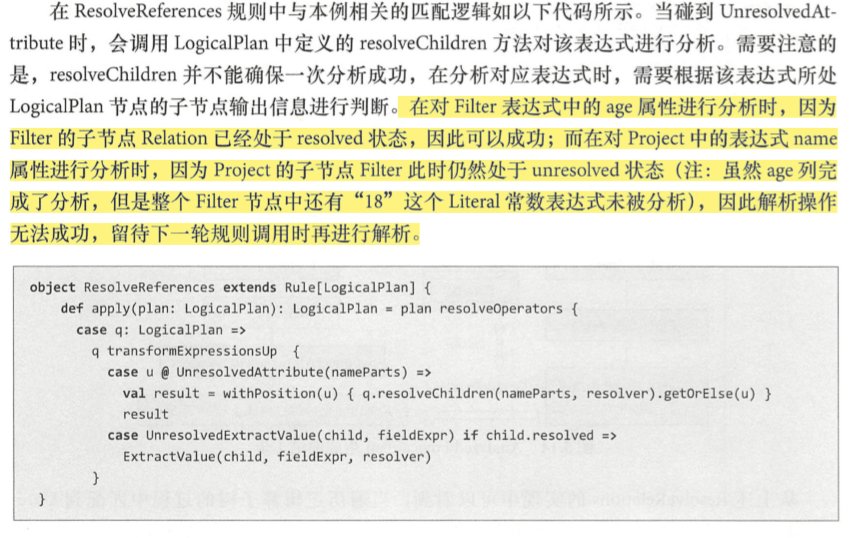 在 ResolveReferences 规则中与本例相关的匹配逻辑如以下代码所示。当碰到 UnresolvedAt-
tribute 时，会调用 LogicalPlan 中定义的 resolveChildren 方法对该表达式进行分析。需要注意的
是，resolveChildren 并不能确保一次分析成功，在分析对应表达式时，需要根据该表达式所处
LogicalPlan 节点的子节点输出信息进行判断。在对 Filter 表达式中的 age 属性进行分析时，因为
Filter 的子节点 Relation 已经处于 resolved 状态，因此可以成功；而在对 Project 中的表达式 name
属性进行分析时，因为 Project 的子节点 Filter 此时仍然处于 unresolved 状态（注：虽然 age 列完
成了分析，但是整个 Filter 节点中还有“18”这个 Literal 常数表达式未被分析），因此解析操作
无法成功，留待下一轮规则调用时再进行解析。
object ResolveReferences extends Rule[LogicalPlan] {
def apply(plan: LogicalPlan): LogicalPlan = plan resolveOperators {
case q: LogicalPlan =>
q transformExpressionsUp {
case u @ UnresolvedAttribute(nameParts) =>
val result = withPosition(u) { q.resolveChildren(nameParts, resolver).getOrElse(u) }
result
case UnresolvedExtractValue(child, fieldExpr) if child.resolved =>
ExtractValue(child, fieldExpr, resolver)
}
}